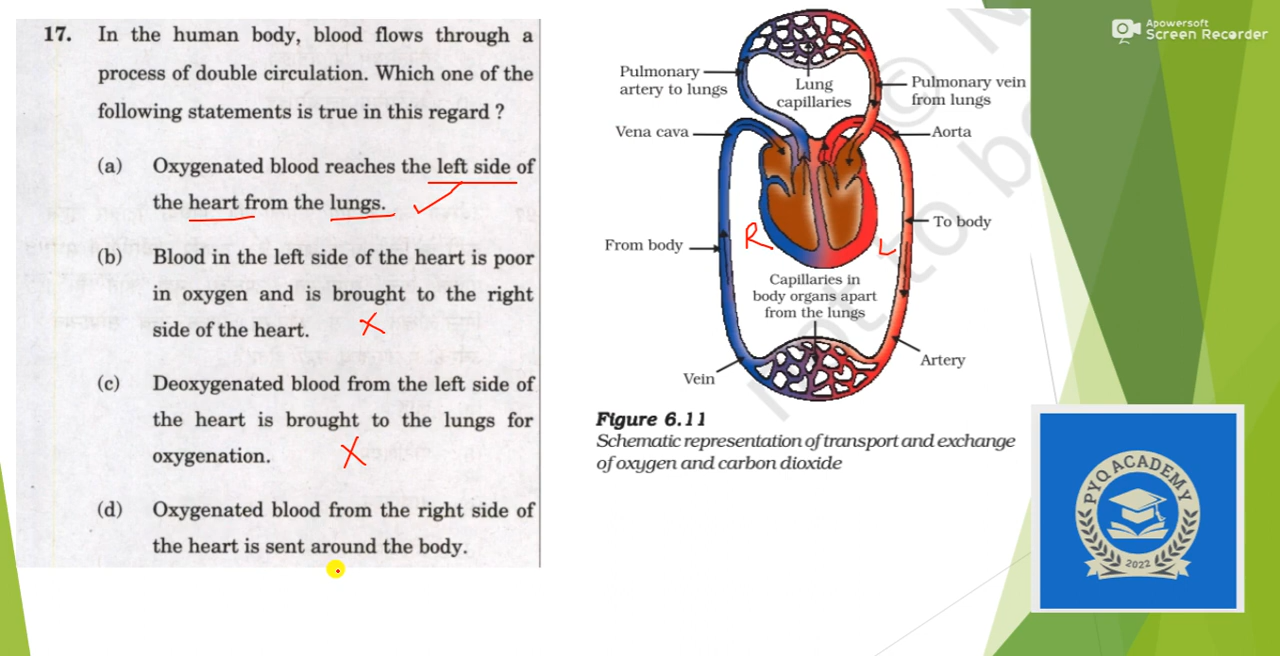 17. In the human body, blood flows through a
process of double circulation. Which one of the
following statements is true in this regard ?
(a) Oxygenated blood reaches the left side of
the heart from the lungs.
(b) Blood in the left side of the heart is poor
in oxygen and is brought to the right
side of the heart.
(c) Deoxygenated blood from the left side of
the heart is brought to the lungs for
oxygenation.
(d) Oxygenated blood from the right side of
the heart is sent around the body.
Pulmonary
artery to lungs
Lung
capillaries
Pulmonary vein
from lungs
Vena cava
Aorta
To body
R
L
From body
Capillaries in
body organs apart
from the lungs
Artery
Vein
Figure 6.11
Schematic representation of transport and exchange
of oxygen and carbon dioxide
Apowersoft
Screen Recorder
PYQ ACADEMY
2022
not to b